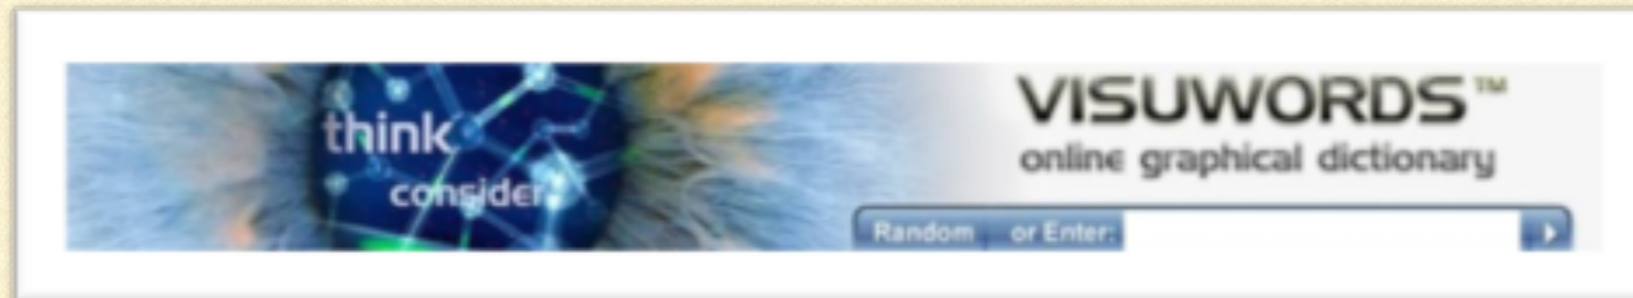 think
consider
VISUWORDS™
online graphical dictionary
Random or Enter: